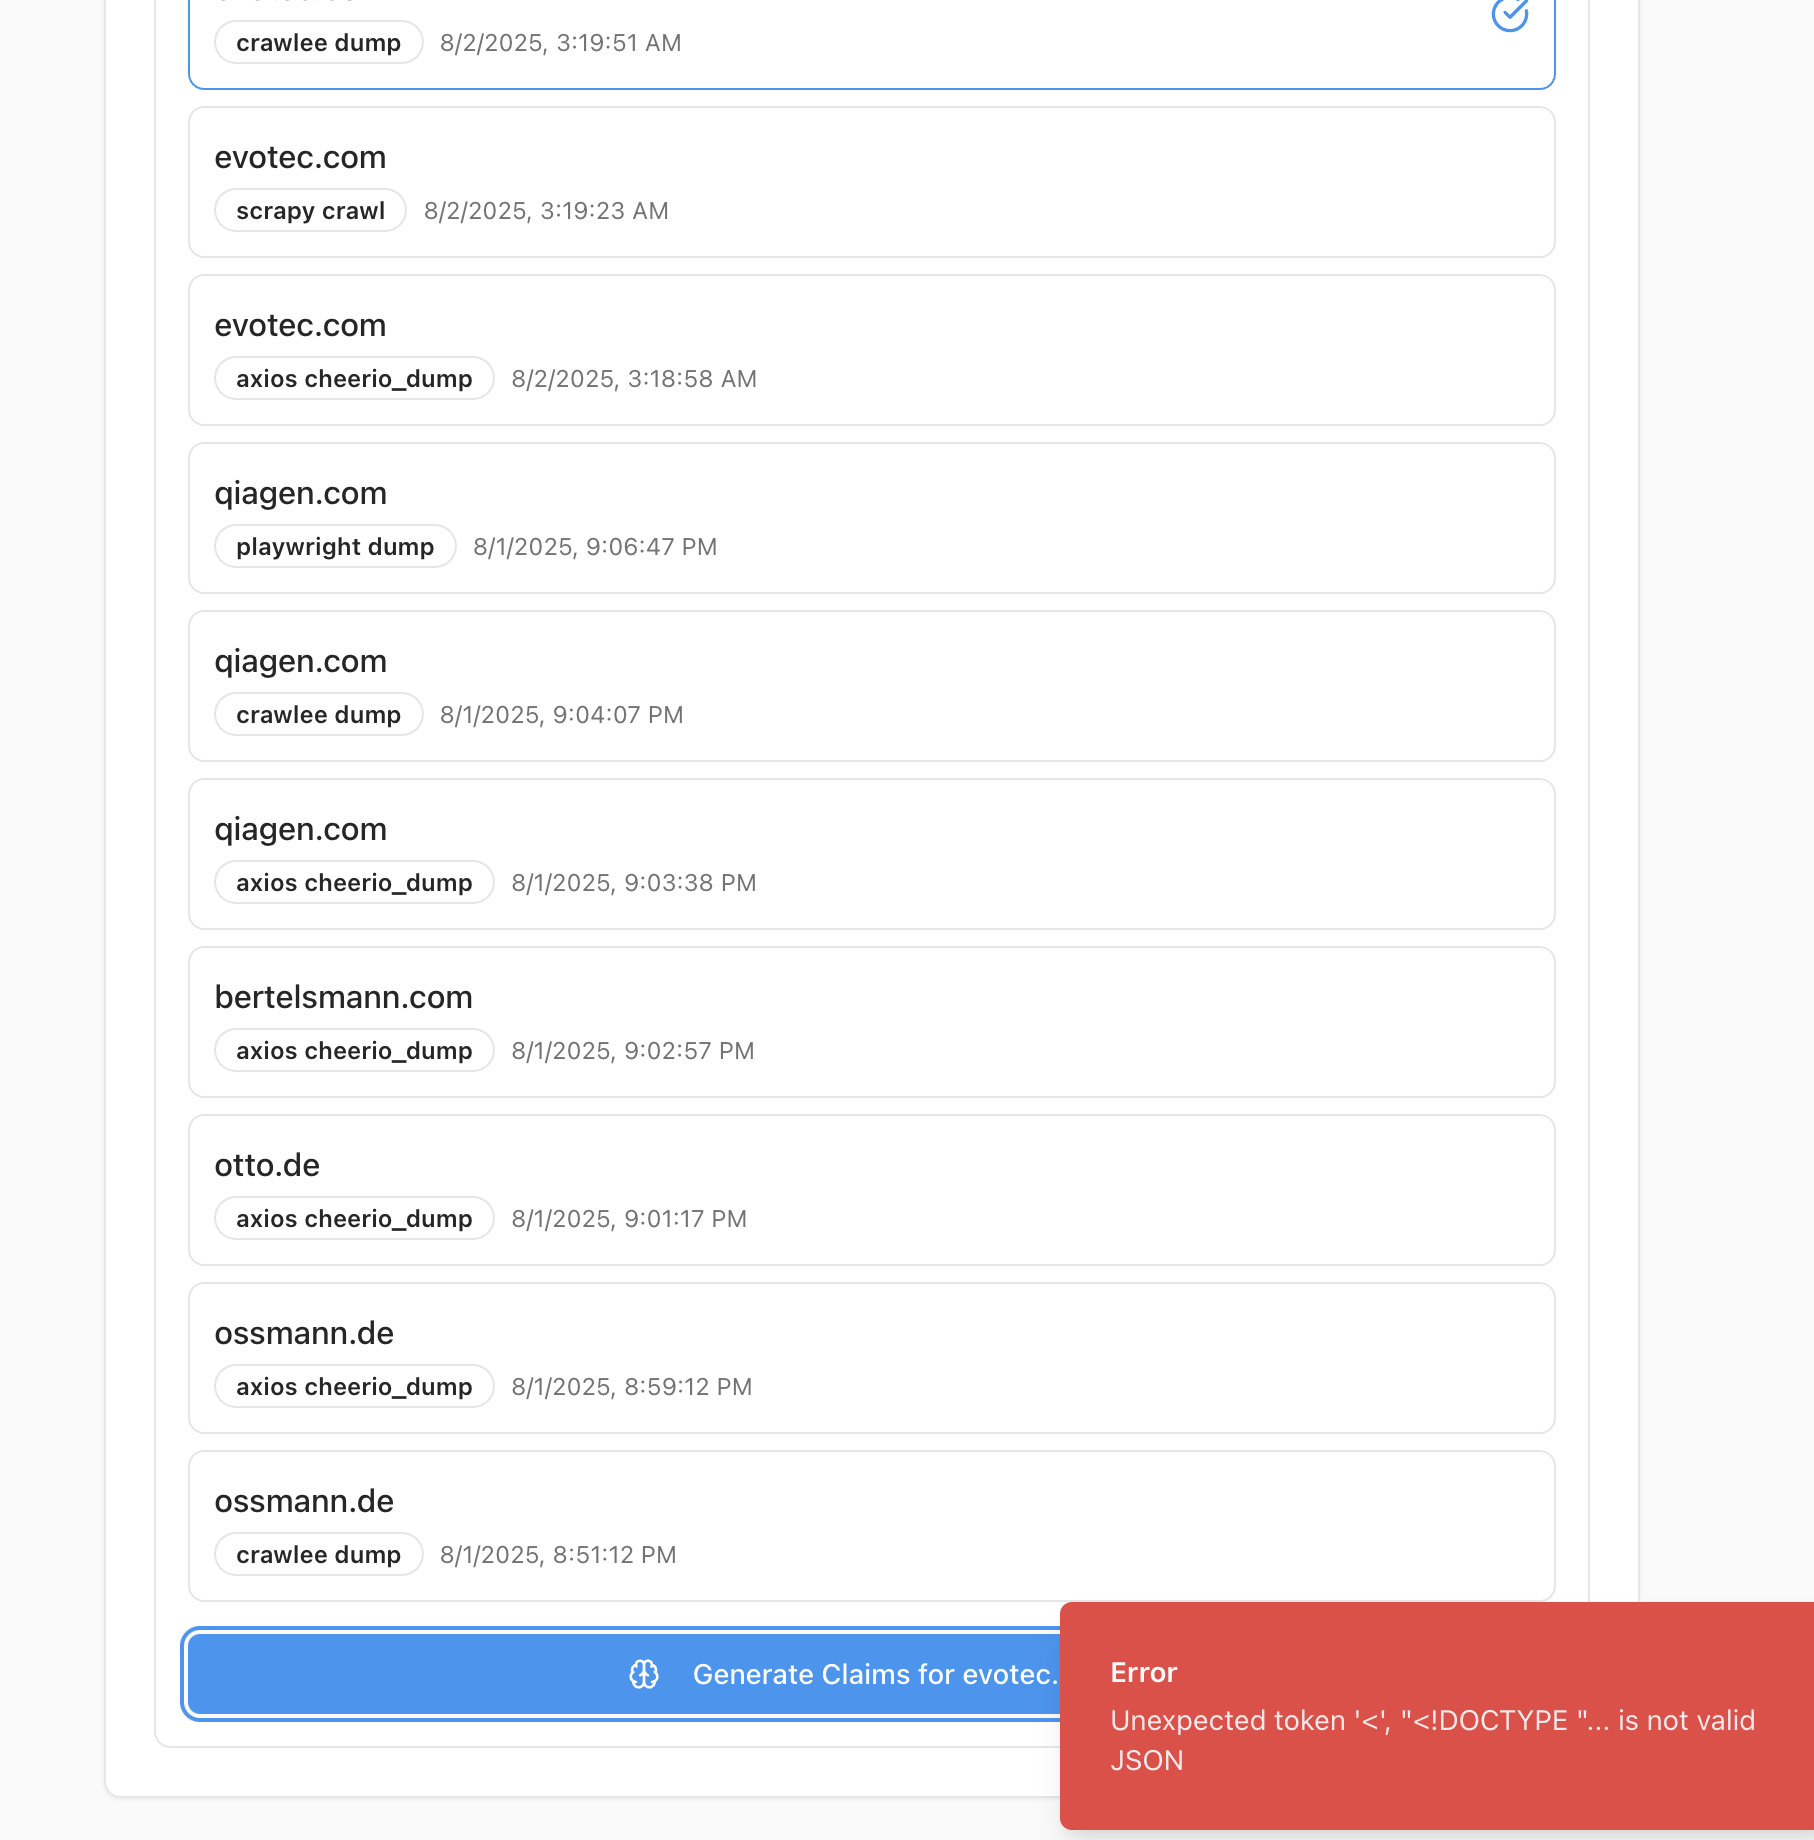 crawlee dump 8/2/2025, 3:19:51 AM
evotec.com
scrapy crawl 8/2/2025, 3:19:23 AM
evotec.com
axios cheerio_dump 8/2/2025, 3:18:58 AM
qiagen.com
playwright dump 8/1/2025, 9:06:47 PM
qiagen.com
crawlee dump 8/1/2025, 9:04:07 PM
qiagen.com
axios cheerio_dump 8/1/2025, 9:03:38 PM
bertelsmann.com
axios cheerio_dump 8/1/2025, 9:02:57 PM
otto.de
axios cheerio_dump 8/1/2025, 9:01:17 PM
ossmann.de
axios cheerio_dump 8/1/2025, 8:59:12 PM
ossmann.de
crawlee dump 8/1/2025, 8:51:12 PM
Generate Claims for evotec.
Error
Unexpected token '<', "<!DOCTYPE "... is not valid
JSON